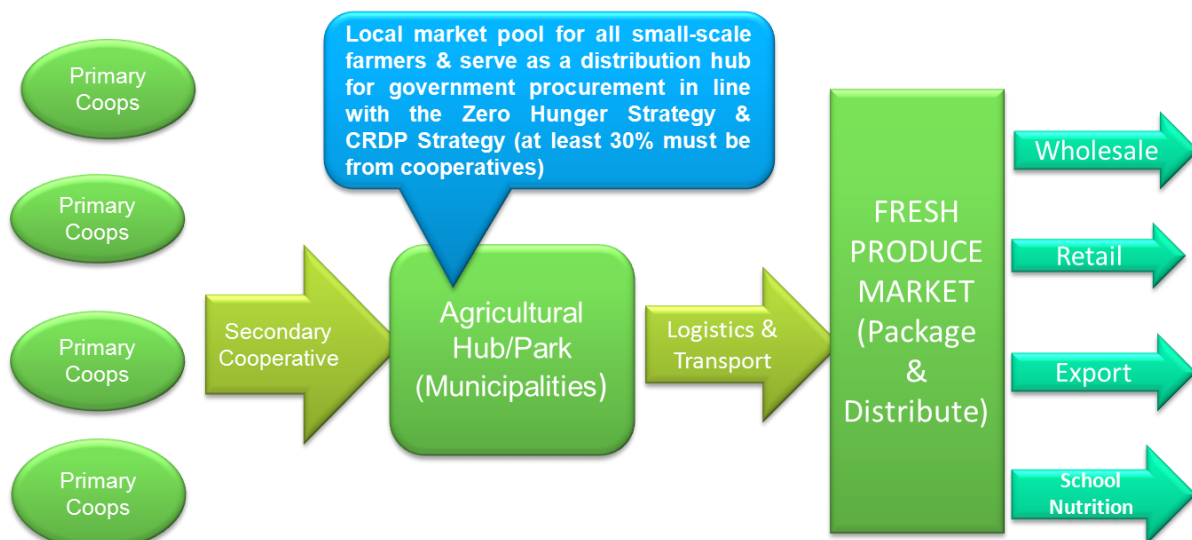 Primary
Coops
Primary
Coops
Primary
Coops
Primary
Coops
Secondary
Cooperative
Local market pool for all small-scale
farmers & serve as a distribution hub
for government procurement in line
with the Zero Hunger Strategy &
CRDP Strategy (at least 30% must be
from cooperatives)
Agricultural
Hub/Park
(Municipalities)
Logistics &
Transport
FRESH
PRODUCE
MARKET
(Package
&
Distribute)
Wholesale
Retail
Export
School
Nutrition